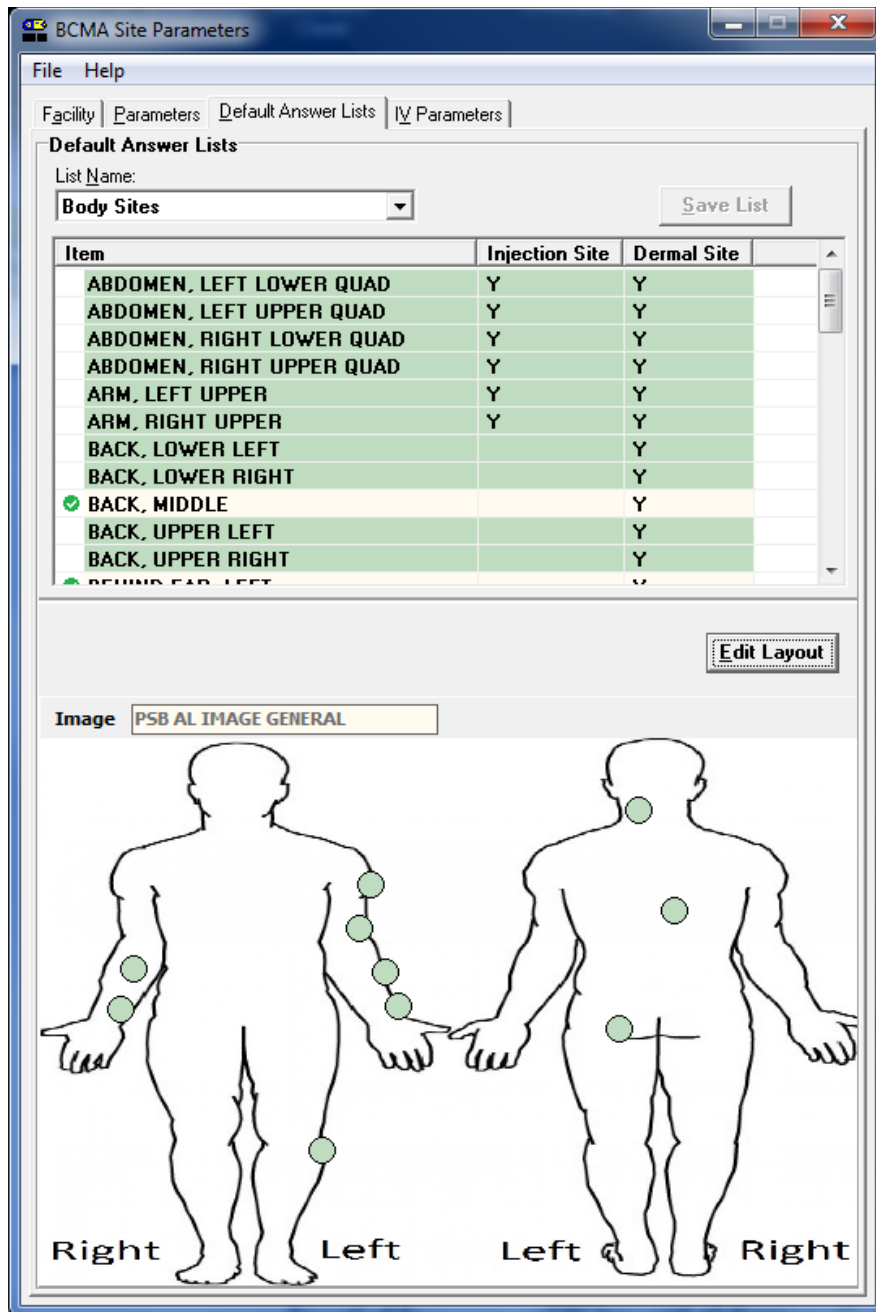 BCMA Site Parameters
File Help
Facility Parameters Default Answer Lists IV Parameters
Default Answer Lists
List Name:
Body Sites
Save List
Item Injection Site Dermal Site
ABDOMEN, LEFT LOWER QUAD Y Y
ABDOMEN, LEFT UPPER QUAD Y Y
ABDOMEN, RIGHT LOWER QUAD Y Y
ABDOMEN, RIGHT UPPER QUAD Y Y
ARM, LEFT UPPER Y Y
ARM, RIGHT UPPER Y Y
BACK, LOWER LEFT Y
BACK, LOWER RIGHT Y
BACK, MIDDLE Y
BACK, UPPER LEFT Y
BACK, UPPER RIGHT Y
BEHIND EAR, LEFT Y
Edit Layout
Image PSB AL IMAGE GENERAL
Right Left Left Right